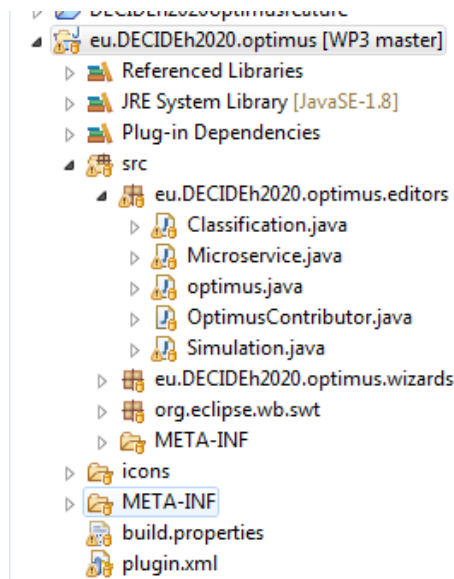 DECIDEh2020optimusfeature
eu.DECIDEh2020.optimus [WP3 master]
Referenced Libraries
JRE System Library [JavaSE-1.8]
Plug-in Dependencies
src
eu.DECIDEh2020.optimus.editors
Classification.java
Microservice.java
optimus.java
OptimusContributor.java
Simulation.java
eu.DECIDEh2020.optimus.wizards
org.eclipse.wb.swt
META-INF
icons
META-INF
build.properties
plugin.xml